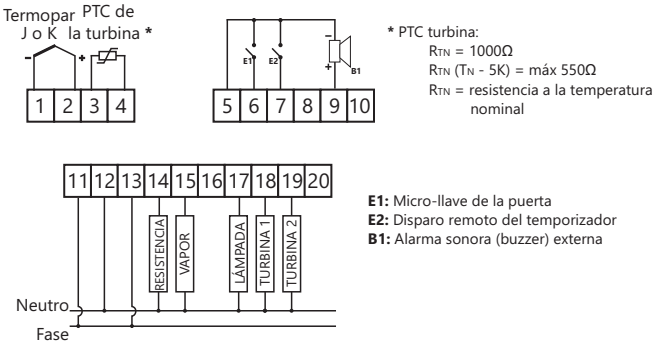 Termopar PTC de
J o K la turbina *
- + E1 E2 - + B1
1 2 3 4
5 6 7 8 9 10
* PTC turbina:
RTN = 1000Ω
RTN (TN - 5K) = máx 550Ω
RTN = resistencia a la temperatura
nominal
11 12 13 14 15 16 17 18 19 20
RESISTENCIA
VAPOR
LÁMPADA
TURBINA 1
TURBINA 2
Neutro
Fase
E1: Micro-llave de la puerta
E2: Disparo remoto del temporizador
B1: Alarma sonora (buzzer) externa